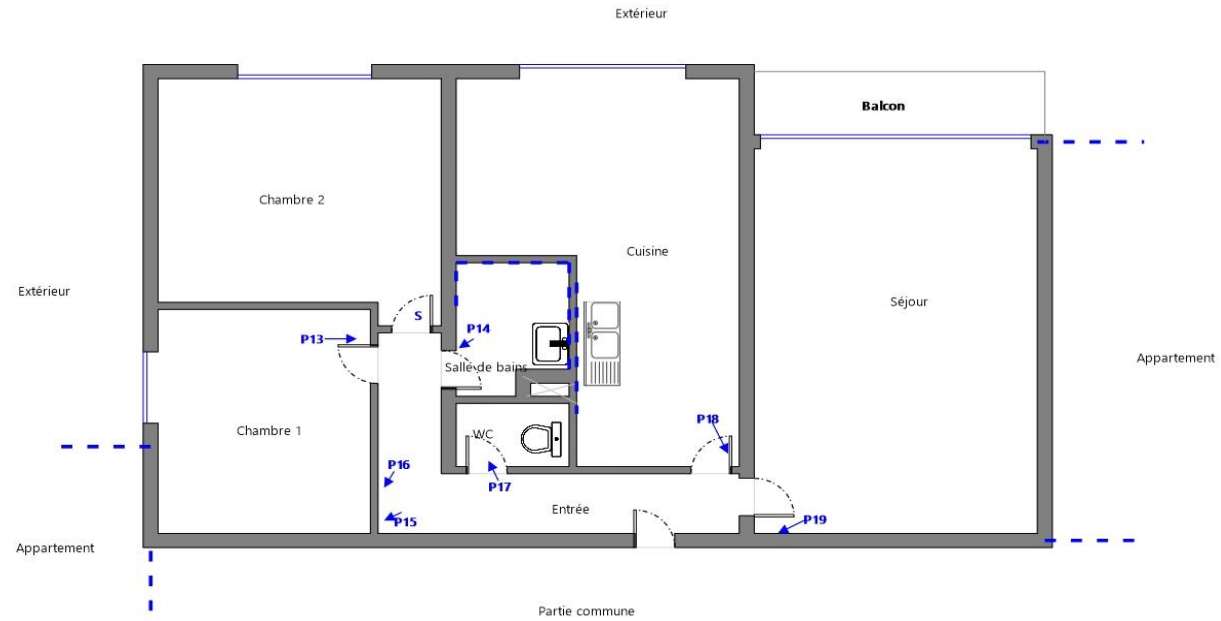 Extérieur
Balcon
Chambre 2
Cuisine
Extérieur
Séjour
S
P14
P13
Appartement
Salle de bains
P18
Chambre 1
WC
P16
P17
Entrée
P15
P19
Appartement
Partie commune